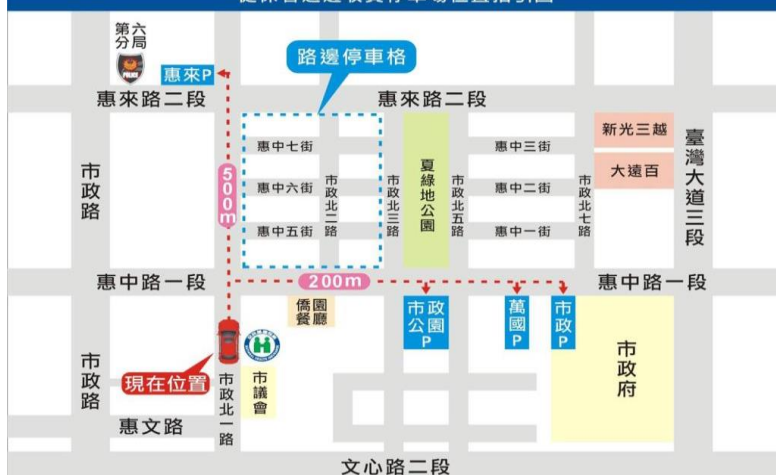 第六
分局
POLICE
惠來P
路邊停車格
惠來路二段
惠來路二段
惠中七街
惠中六街
惠中五街
市政北二路
市政北三路
夏綠地公園
市政北五路
惠中三街
惠中二街
惠中一街
市政北七路
新光三越
大遠百
臺灣大道三段
市政路
500m
惠中路一段
200m
惠中路一段
僑園
餐廳
市政
公園
P
萬國P
市政P
市政府
現在位置
市政北一路
市議會
市政路
惠文路
文心路二段